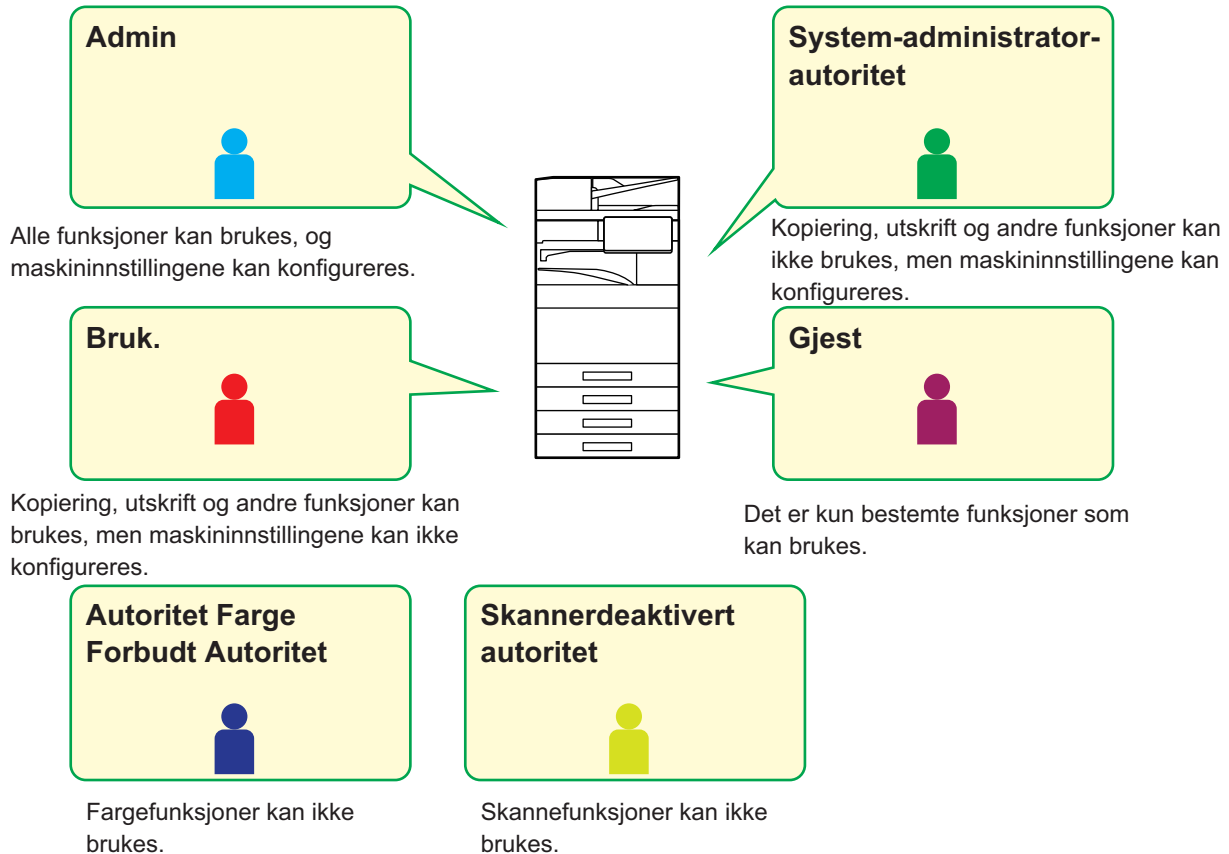 Admin
Alle funksjoner kan brukes, og
maskininnstillingene kan konfigureres.
System-administrator-
autoritet
Kopiering, utskrift og andre funksjoner kan
ikke brukes, men maskininnstillingene kan
konfigureres.
Bruk.
Kopiering, utskrift og andre funksjoner kan
brukes, men maskininnstillingene kan ikke
konfigureres.
Gjest
Det er kun bestemte funksjoner som
kan brukes.
Autoritet Farge
Forbudt Autoritet
Fargefunksjoner kan ikke
brukes.
Skannerdeaktivert
autoritet
Skannefunksjoner kan ikke
brukes.